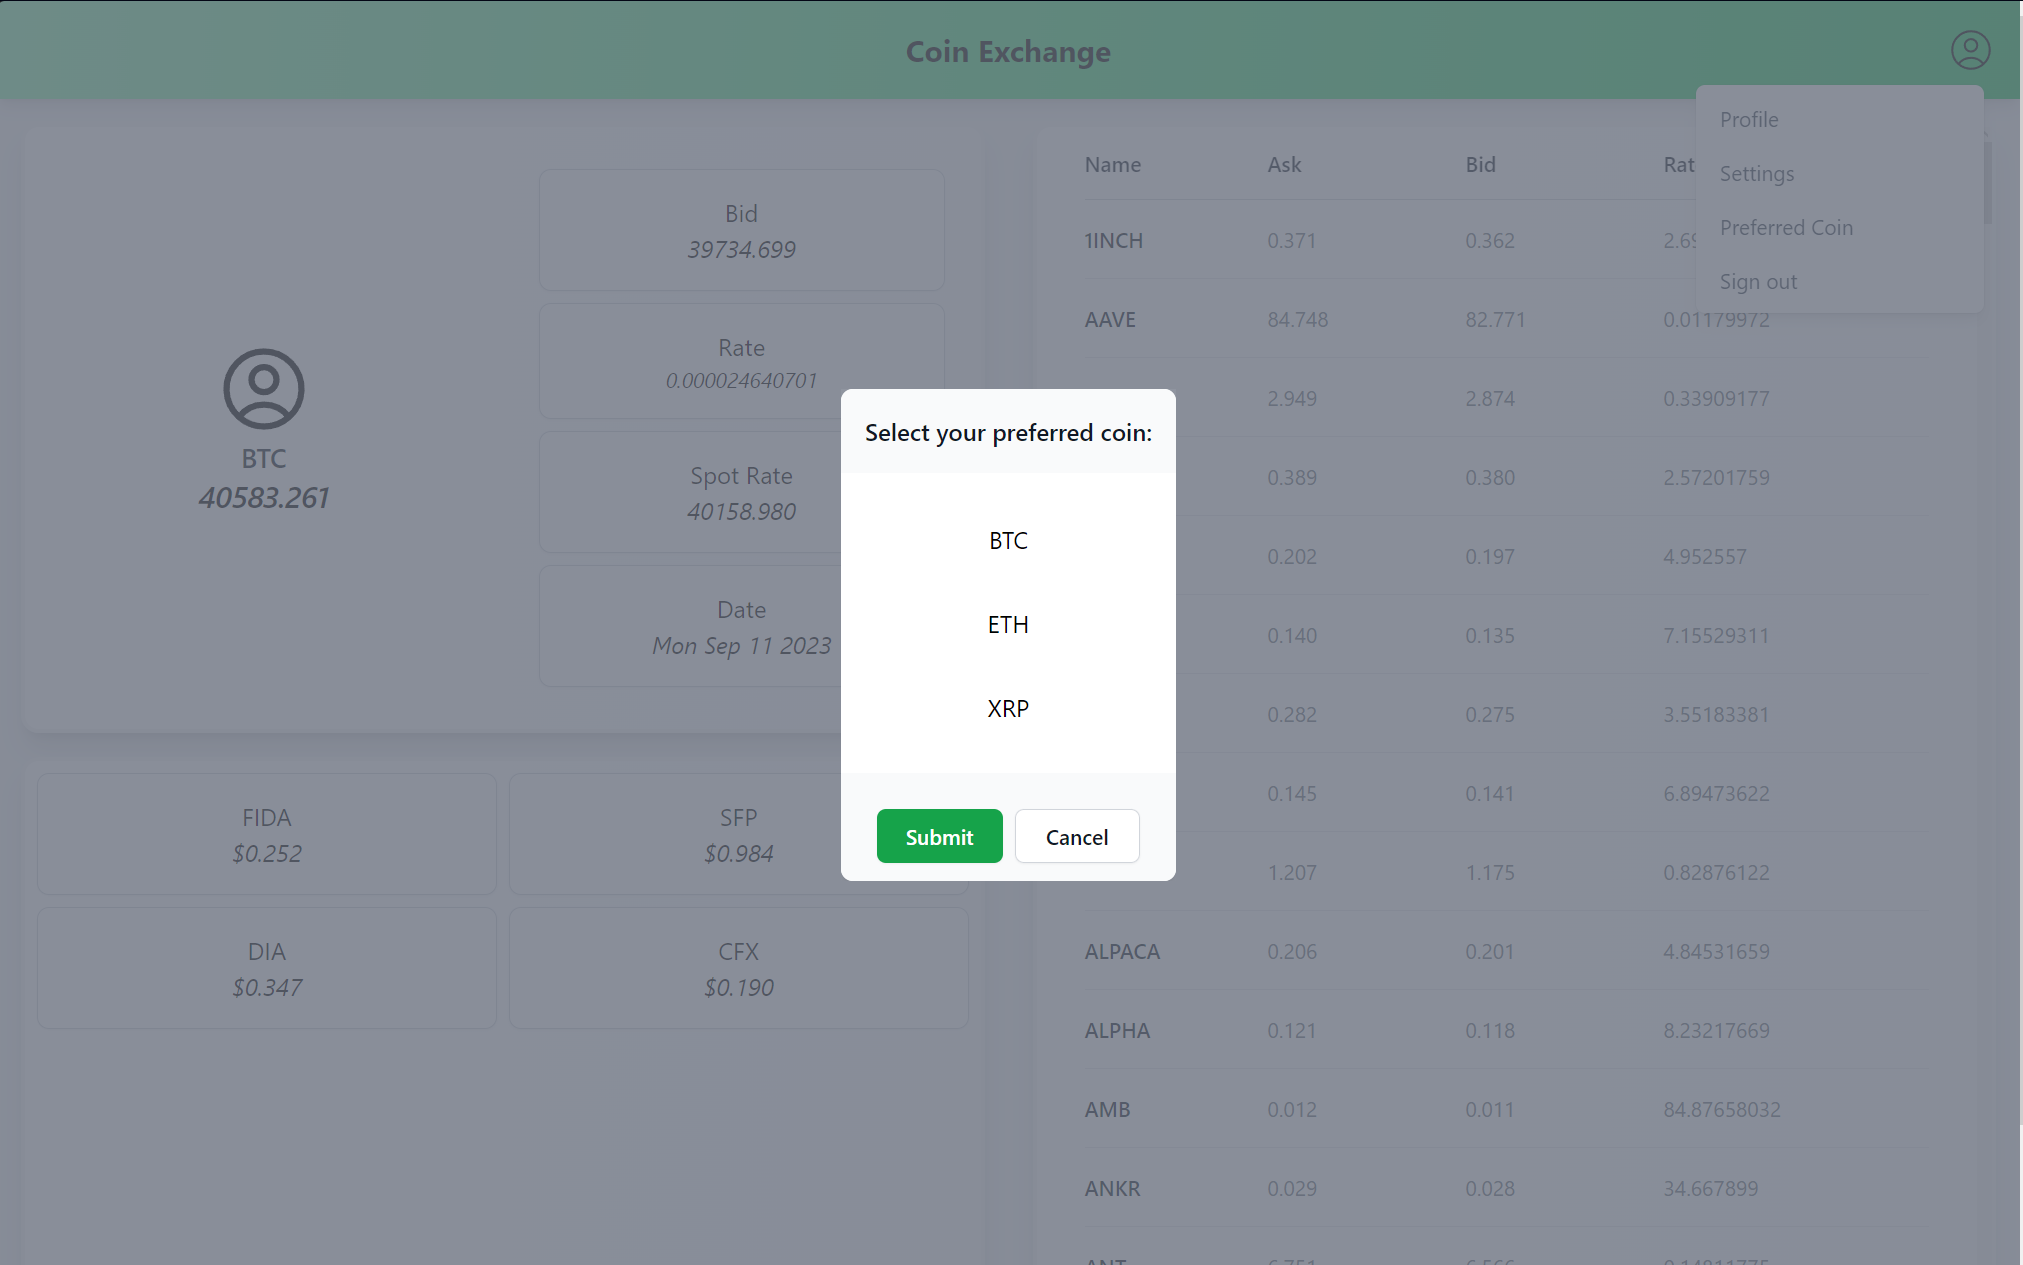 Coin Exchange
Profile
Settings
Preferred Coin
Sign out
Bid
39734.699
Rate
0.000024640701
Spot Rate
40158.980
Date
Mon Sep 11 2023
BTC
40583.261
FIDA
$0.252
SFP
$0.984
DIA
$0.347
CFX
$0.190
Name Ask Bid Rat
1INCH 0.371 0.362 2.69
AAVE 84.748 82.771 0.01179972
2.949 2.874 0.33909177
0.389 0.380 2.57201759
0.202 0.197 4.952557
0.140 0.135 7.15529311
0.282 0.275 3.55183381
0.145 0.141 6.89473622
1.207 1.175 0.82876122
ALPACA 0.206 0.201 4.84531659
ALPHA 0.121 0.118 8.23217669
AMB 0.012 0.011 84.87658032
ANKR 0.029 0.028 34.667899
Select your preferred coin:
BTC
ETH
XRP
Submit
Cancel